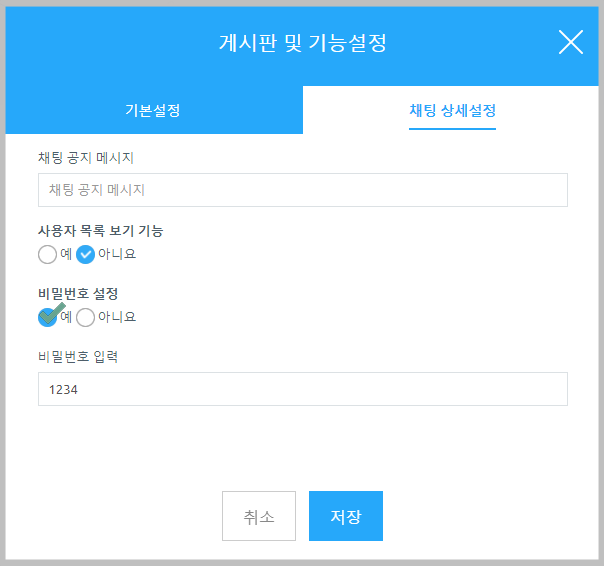 게시판 및 기능설정
기본설정
채팅 상세설정
채팅 공지 메시지
채팅 공지 메시지
사용자 목록 보기 기능
예 아니요
비밀번호 설정
예 아니요
비밀번호 입력
1234
취소 저장